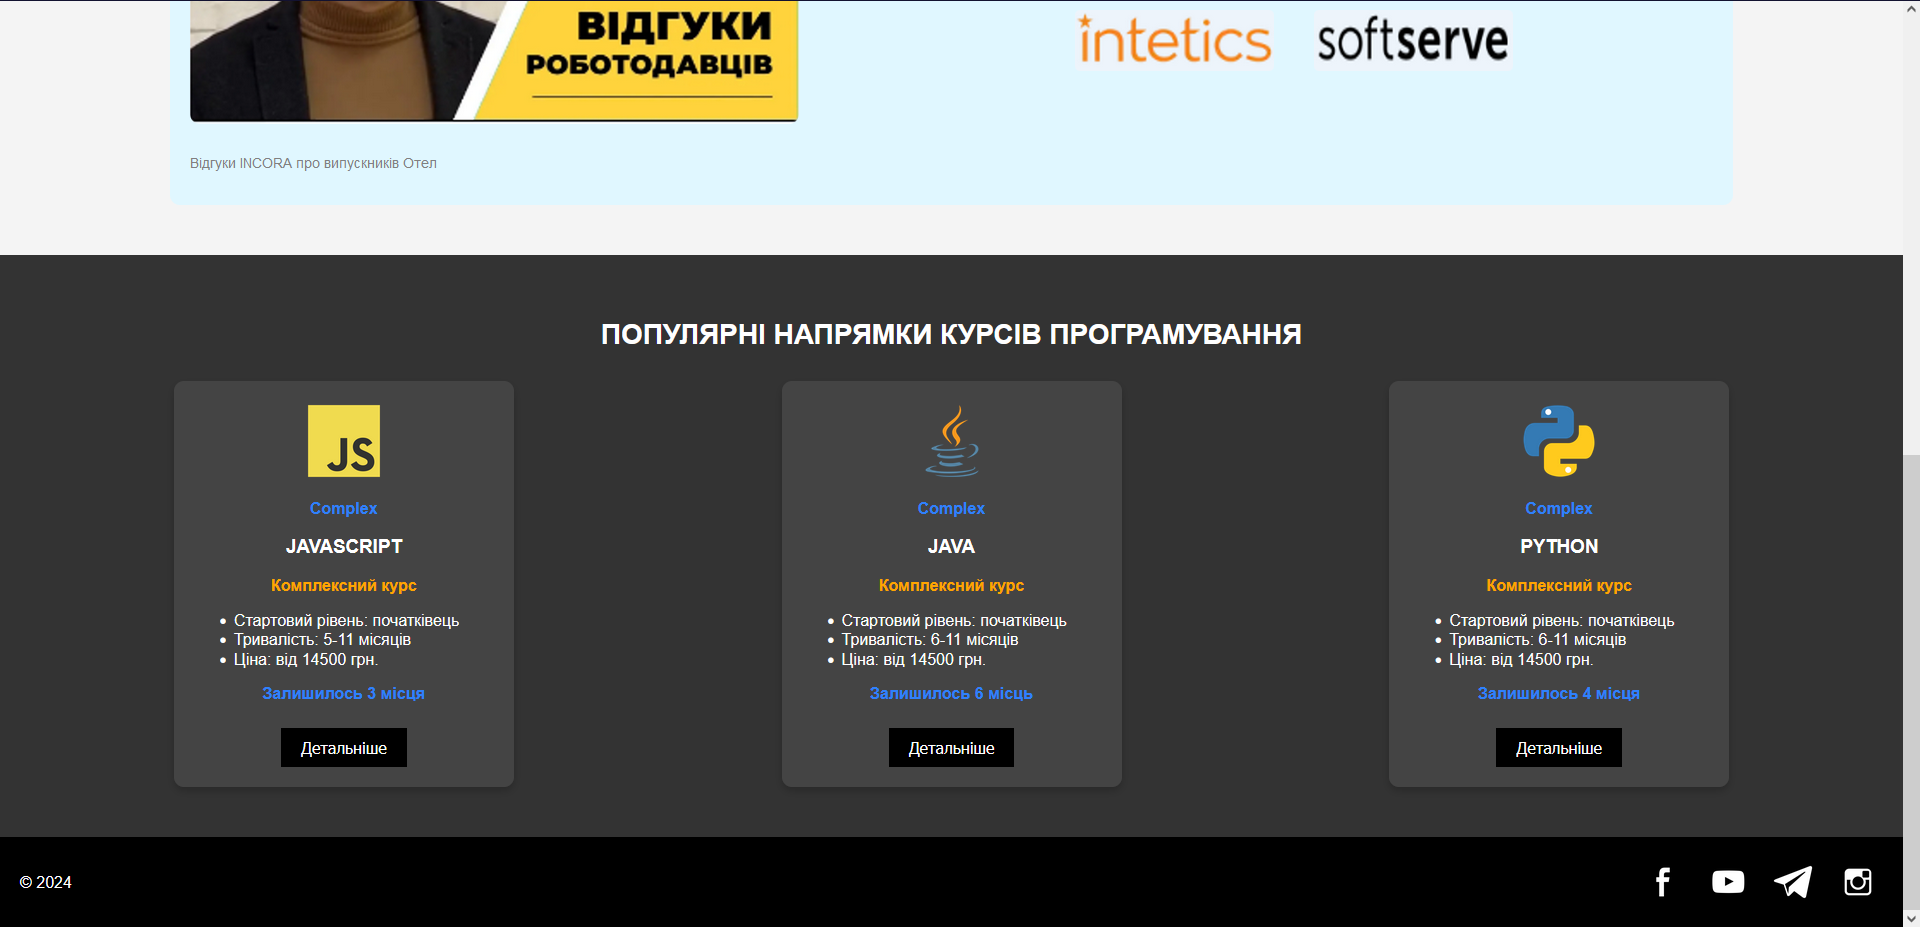 ВІДГУКИ
РОБОТОДАВЦІВ
intetics softserve
Відгуки INCORA про випускників Отел
ПОПУЛЯРНІ НАПРЯМКИ КУРСІВ ПРОГРАМУВАННЯ
JS
Complex
JAVASCRIPT
Комплексний курс
Стартовий рівень: початківець
Тривалість: 5-11 місяців
Ціна: від 14500 грн.
Залишилось 3 місця
Детальніше
Complex
JAVA
Комплексний курс
Стартовий рівень: початківець
Тривалість: 6-11 місяців
Ціна: від 14500 грн.
Залишилось 6 місць
Детальніше
Complex
PYTHON
Комплексний курс
Стартовий рівень: початківець
Тривалість: 6-11 місяців
Ціна: від 14500 грн.
Залишилось 4 місця
Детальніше
© 2024